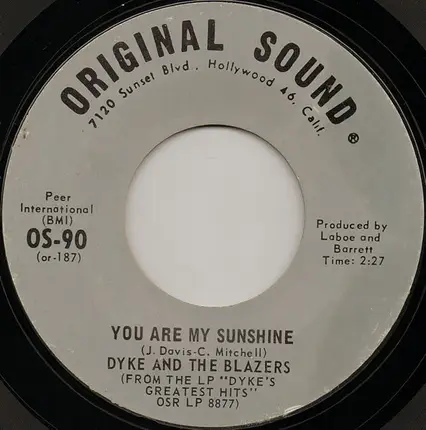 ORIGINAL SOUND®
7120 Sunset Blvd., Hollywood 46, Calif.
Peer
International
(BMI)
OS-90
(or-187)
Produced by
Laboe and
Barrett
Time: 2:27
YOU ARE MY SUNSHINE
(J. Davis-C. Mitchell)
DYKE AND THE BLAZERS
(FROM THE LP "DYKE'S
GREATEST HITS"
OSR LP 8877)